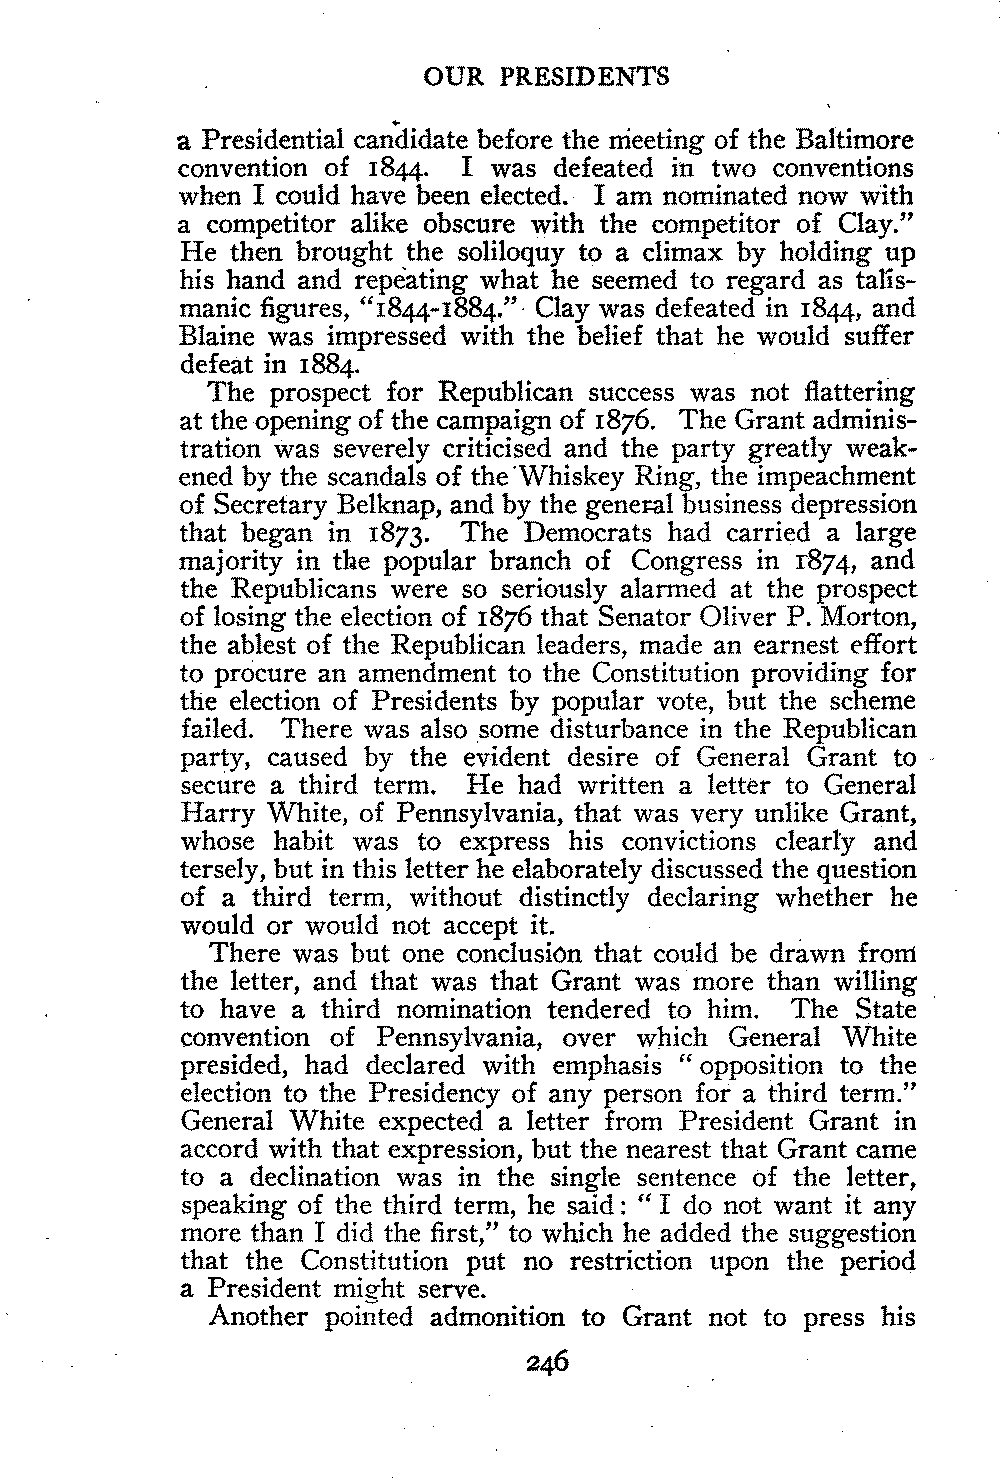 OUR PRESIDENTS
a Presidential candidate before the meeting of the Baltimore
convention of 1844. I was defeated in two conventions
when I could have been elected. I am nominated now with
a competitor alike obscure with the competitor of Clay.”
He then brought the soliloquy to a climax by holding up
his hand and repeating what he seemed to regard as talis-
manic figures, “1844-1884.” Clay was defeated in 1844, and
Blaine was impressed with the belief that he would suffer
defeat in 1884.
The prospect for Republican success was not flattering
at the opening of the campaign of 1876. The Grant adminis-
tration was severely criticised and the party greatly weak-
ened by the scandals of the Whiskey Ring, the impeachment
of Secretary Belknap, and by the general business depression
that began in 1873. The Democrats had carried a large
majority in the popular branch of Congress in 1874, and
the Republicans were so seriously alarmed at the prospect
of losing the election of 1876 that Senator Oliver P. Morton,
the ablest of the Republican leaders, made an earnest effort
to procure an amendment to the Constitution providing for
the election of Presidents by popular vote, but the scheme
failed. There was also some disturbance in the Republican
party, caused by the evident desire of General Grant to
secure a third term. He had written a letter to General
Harry White, of Pennsylvania, that was very unlike Grant,
whose habit was to express his convictions clearly and
tersely, but in this letter he elaborately discussed the question
of a third term, without distinctly declaring whether he
would or would not accept it.
There was but one conclusion that could be drawn from
the letter, and that was that Grant was more than willing
to have a third nomination tendered to him. The State
convention of Pennsylvania, over which General White
presided, had declared with emphasis “opposition to the
election to the Presidency of any person for a third term.”
General White expected a letter from President Grant in
accord with that expression, but the nearest that Grant came
to a declination was in the single sentence of the letter,
speaking of the third term, he said: “I do not want it any
more than I did the first,” to which he added the suggestion
that the Constitution put no restriction upon the period
a President might serve.
Another pointed admonition to Grant not to press his
246